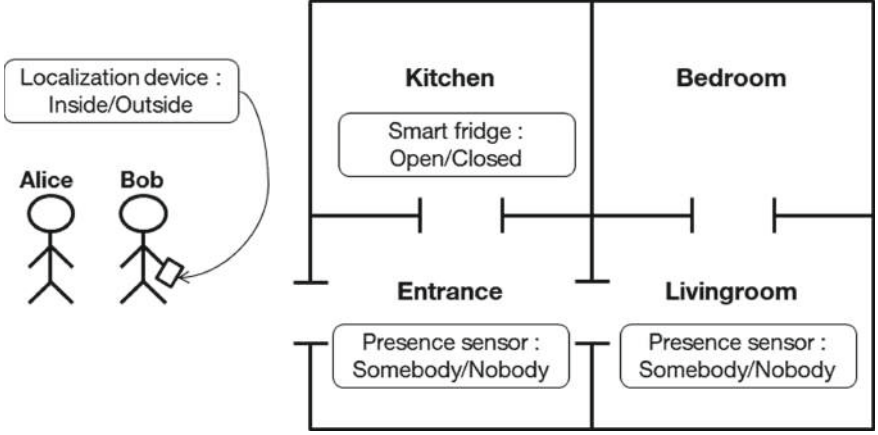 Localization device :
Inside/Outside
Alice
Bob
Kitchen
Smart fridge :
Open/Closed
Bedroom
Entrance
Presence sensor :
Somebody/Nobody
Livingroom
Presence sensor :
Somebody/Nobody